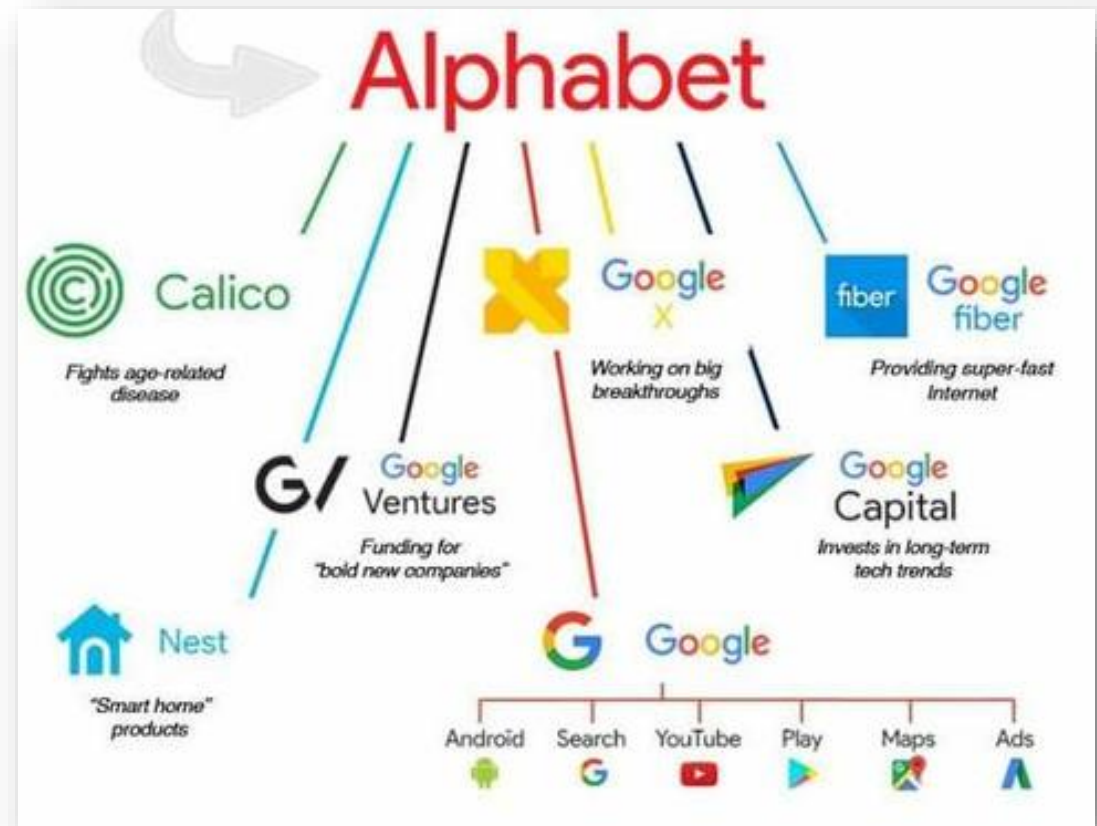 Alphabet
Calico
Fights age-related
disease
Google
X
Working on big
breakthroughs
fiber
Google
fiber
Providing super-fast
Internet
G/
Google
Ventures
Funding for
"bold new companies"
Google
Capital
Invests in long-term
tech trends
Nest
"Smart home"
products
G
Google
Android
Search
YouTube
Play
Maps
Ads